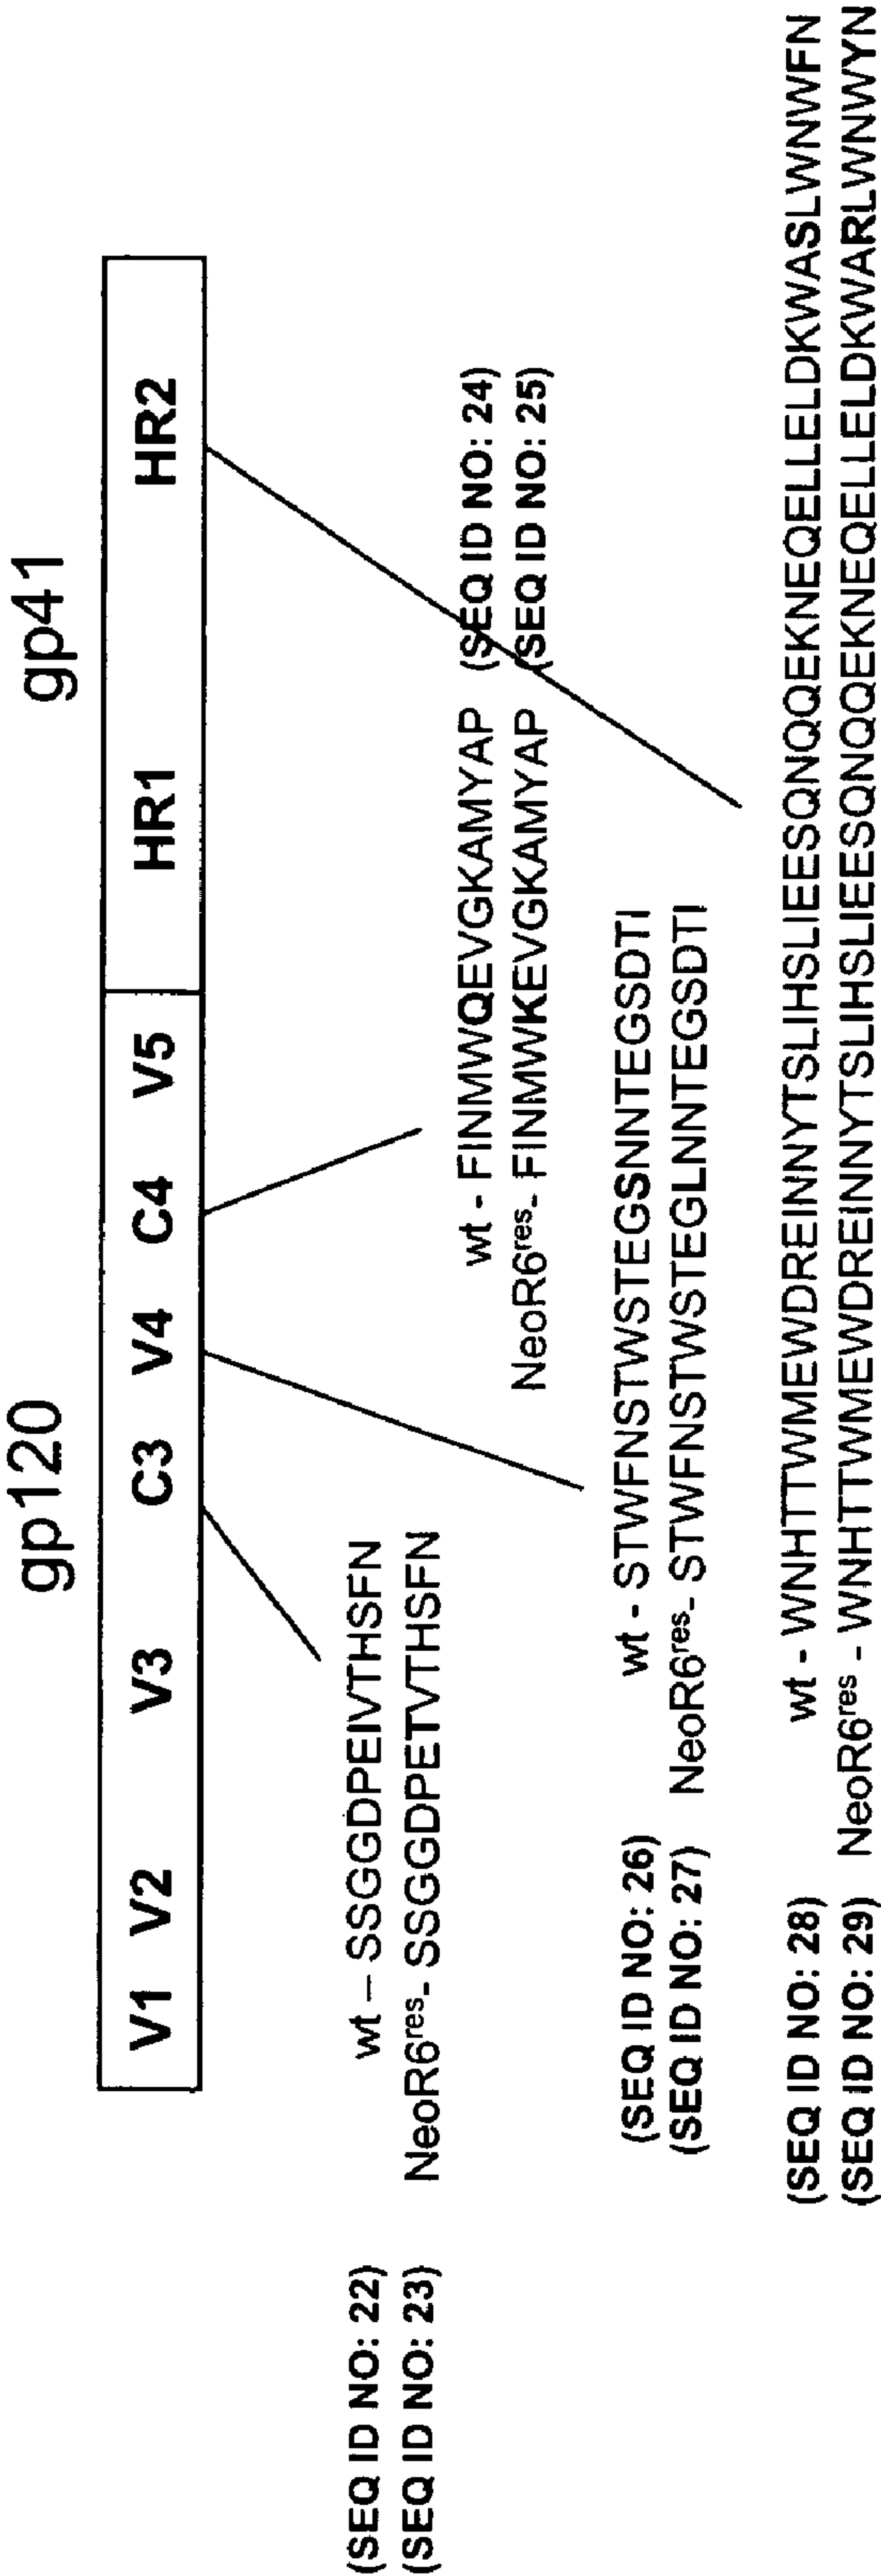 gp120 gp41
V1 V2 V3 C3 V4 C4 V5 HR1 HR2
(SEQ ID NO: 22) wt – SSGGDPEIVTHSFN
(SEQ ID NO: 23) NeoR6res- SSGGDPETVTHSFN
wt - FINMWQEVGKAMYAP (SEQ ID NO: 24)
NeoR6res- FINMWKEVGKAMYAP (SEQ ID NO: 25)
(SEQ ID NO: 26) wt - STWFNSTWSTEGSNNTEGSDTI
(SEQ ID NO: 27) NeoR6res- STWFNSTWSTEGLNNTEGSDTI
(SEQ ID NO: 28) wt - WNHTTWMEWDREINNYTSLIHSLIEESQNQQEKNEQELLELDKWASLWNWFN
(SEQ ID NO: 29) NeoR6res - WNHTTWMEWDREINNYTSLIHSLIEESQNQQEKNEQELLELDKWARLWNWYN